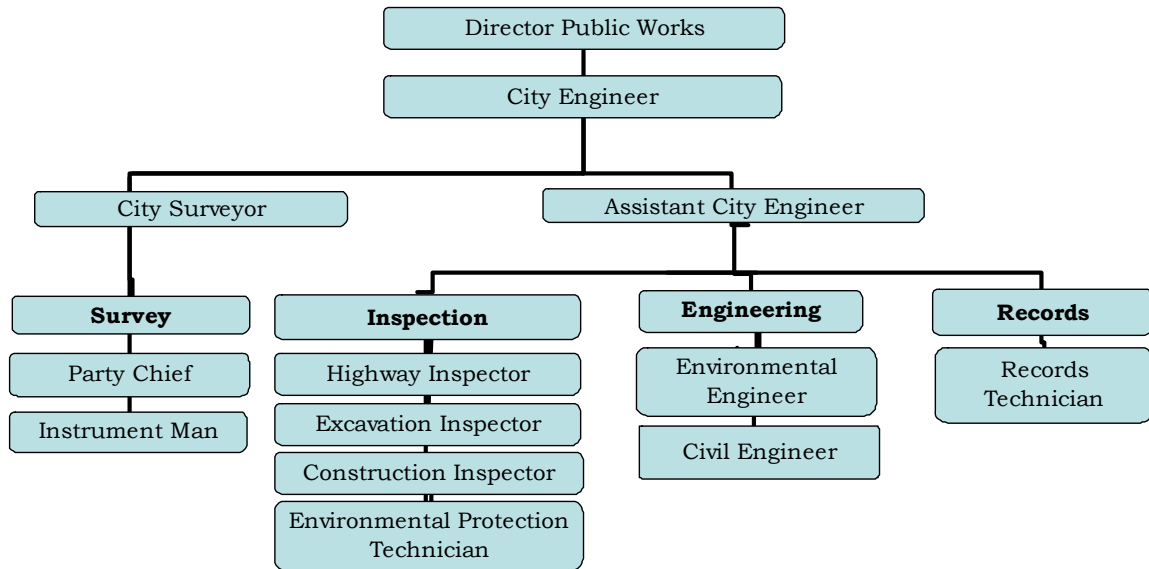 Director Public Works
City Engineer
City Surveyor
Assistant City Engineer
Survey
Party Chief
Instrument Man
Inspection
Highway Inspector
Excavation Inspector
Construction Inspector
Environmental Protection
Technician
Engineering
Environmental
Engineer
Civil Engineer
Records
Records
Technician